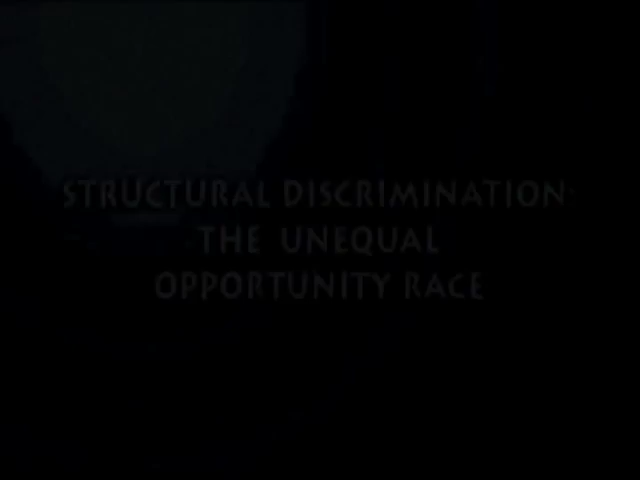 STRUCTURAL DISCRIMINATION:
THE UNEQUAL
OPPORTUNITY RACE